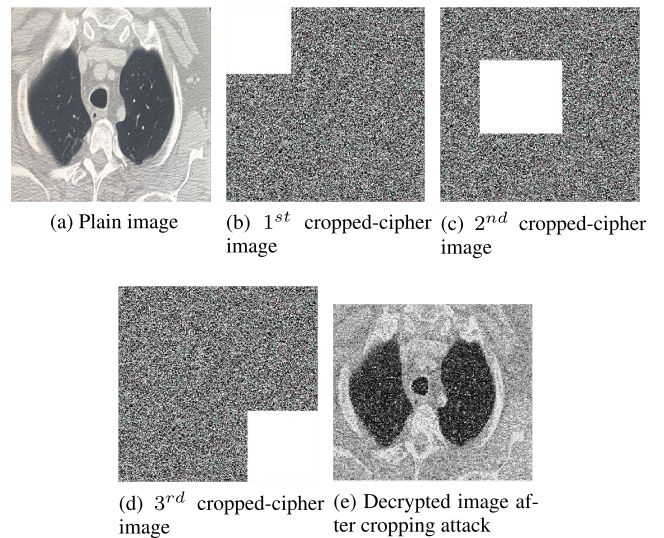 (a) Plain image
(b) 1st cropped-cipher
image
(c) 2nd cropped-cipher
image
(d) 3rd cropped-cipher
image
(e) Decrypted image af-
ter cropping attack